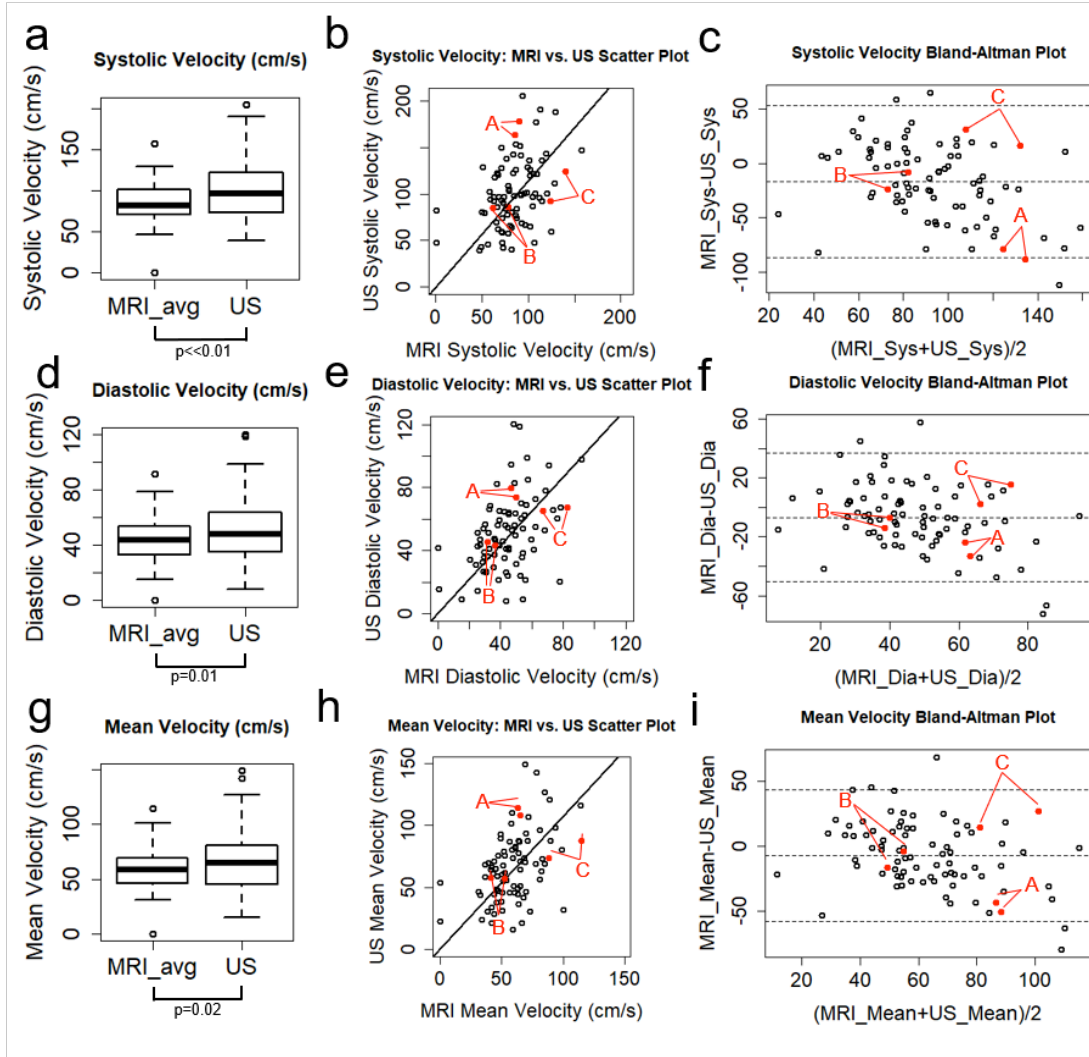 a
Systolic Velocity (cm/s)
Systolic Velocity (cm/s)
0 50 100 150
MRI_avg US
p<<0.01
b
Systolic Velocity: MRI vs. US Scatter Plot
US Systolic Velocity (cm/s)
0 50 100 150 200
A
C
B
0 50 100 150 200
MRI Systolic Velocity (cm/s)
c
Systolic Velocity Bland-Altman Plot
MRI_Sys-US_Sys
-100 -50 0 50
C
B
A
20 40 60 80 100 140
(MRI_Sys+US_Sys)/2
d
Diastolic Velocity (cm/s)
Diastolic Velocity (cm/s)
0 40 80 120
MRI_avg US
p=0.01
e
Diastolic Velocity: MRI vs. US Scatter Plot
US Diastolic Velocity (cm/s)
0 40 80 120
A
C
B
0 40 80 120
MRI Diastolic Velocity (cm/s)
f
Diastolic Velocity Bland-Altman Plot
MRI_Dia-US_Dia
-60 -20 20 60
C
B
A
20 40 60 80
(MRI_Dia+US_Dia)/2
g
Mean Velocity (cm/s)
Mean Velocity (cm/s)
0 50 100
MRI_avg US
p=0.02
h
Mean Velocity: MRI vs. US Scatter Plot
US Mean Velocity (cm/s)
0 50 100 150
A
C
B
0 50 100 150
MRI Mean Velocity (cm/s)
i
Mean Velocity Bland-Altman Plot
MRI_Mean-US_Mean
-50 0 50
C
B
A
20 40 60 80 100
(MRI_Mean+US_Mean)/2